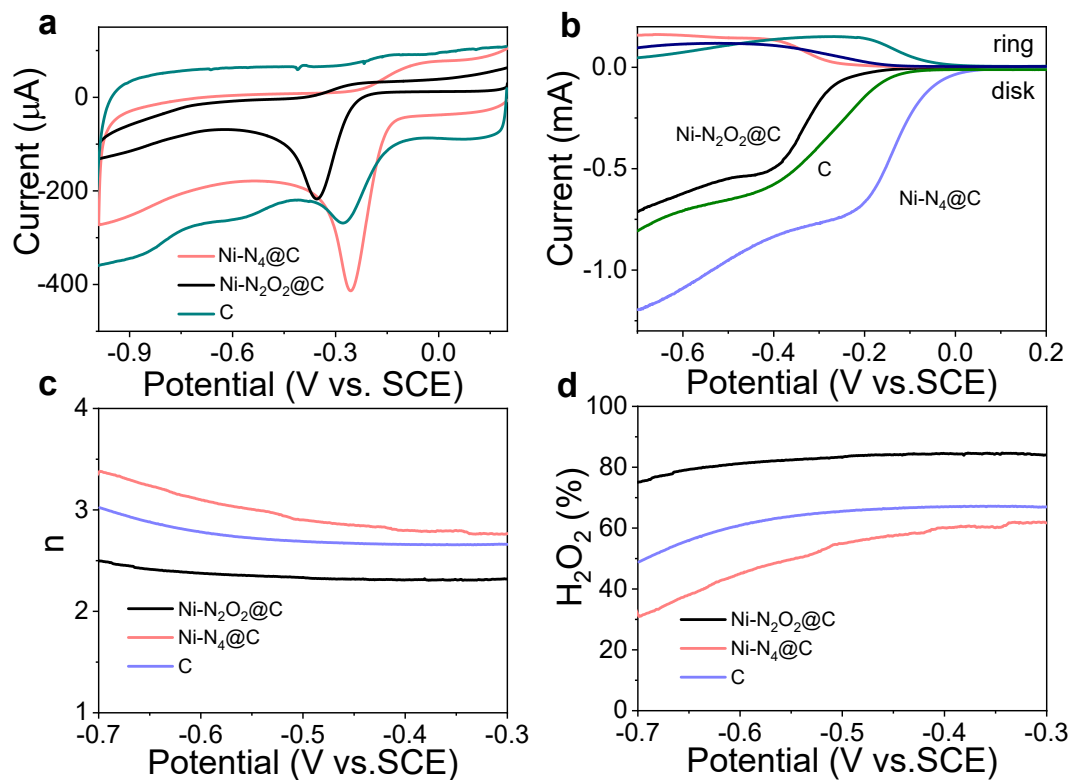 a
100
0
-200
-400
Current (μA)
Ni-N₄@C
Ni-N₂O₂@C
C
-0.9
-0.6
-0.3
0.0
Potential (V vs. SCE)
b
ring
disk
0.0
-0.5
-1.0
Current (mA)
Ni-N₂O₂@C
C
Ni-N₄@C
-0.6
-0.4
-0.2
0.0
0.2
Potential (V vs.SCE)
c
4
3
2
1
n
Ni-N₂O₂@C
Ni-N₄@C
C
-0.7
-0.6
-0.5
-0.4
-0.3
Potential (V vs.SCE)
d
100
80
60
40
20
0
H₂O₂ (%)
Ni-N₂O₂@C
Ni-N₄@C
C
-0.7
-0.6
-0.5
-0.4
-0.3
Potential (V vs.SCE)